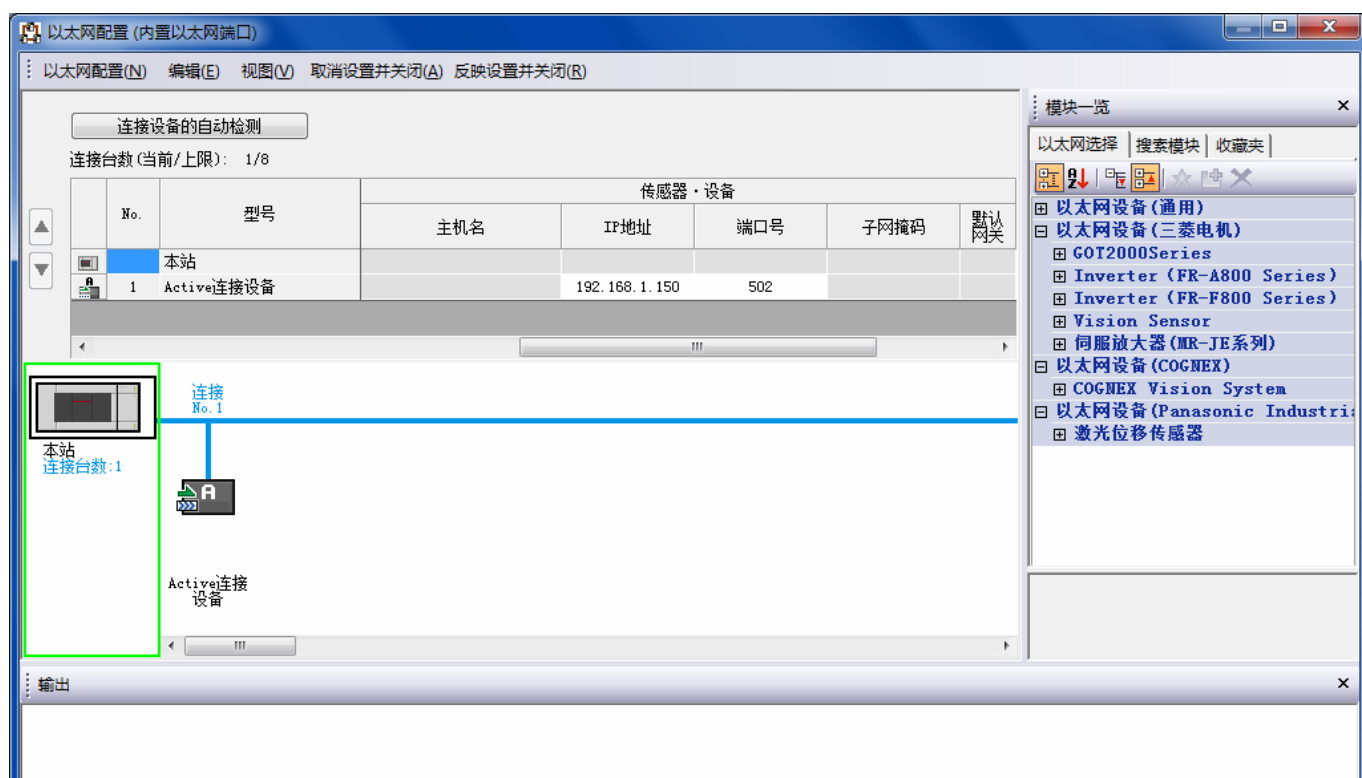 以太网配置 (内置以太网端口)
以太网配置(N) 编辑(E) 视图(V) 取消设置并关闭(A) 反映设置并关闭(R)
连接设备的自动检测
连接台数(当前/上限): 1/8
No. 型号 传感器・设备
主机名 IP地址 端口号 子网掩码 默认网关
本站
1 Active连接设备 192.168.1.150 502
连接
No.1
本站
连接台数:1
A
Active连接
设备
模块一览
以太网选择 搜索模块 收藏夹
以太网设备(通用)
以太网设备(三菱电机)
GOT2000Series
Inverter (FR-A800 Series)
Inverter (FR-F800 Series)
Vision Sensor
伺服放大器(MR-JE系列)
以太网设备(COGNEX)
COGNEX Vision System
以太网设备(Panasonic Industri
激光位移传感器
输出